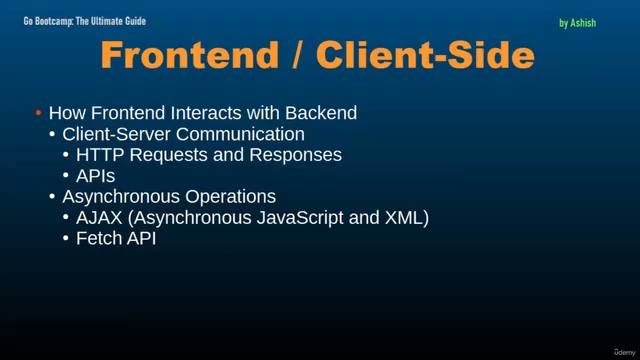 Go Bootcamp: The Ultimate Guide
by Ashish
Frontend / Client-Side
• How Frontend Interacts with Backend
• Client-Server Communication
• HTTP Requests and Responses
• APIs
• Asynchronous Operations
• AJAX (Asynchronous JavaScript and XML)
• Fetch API
udemy